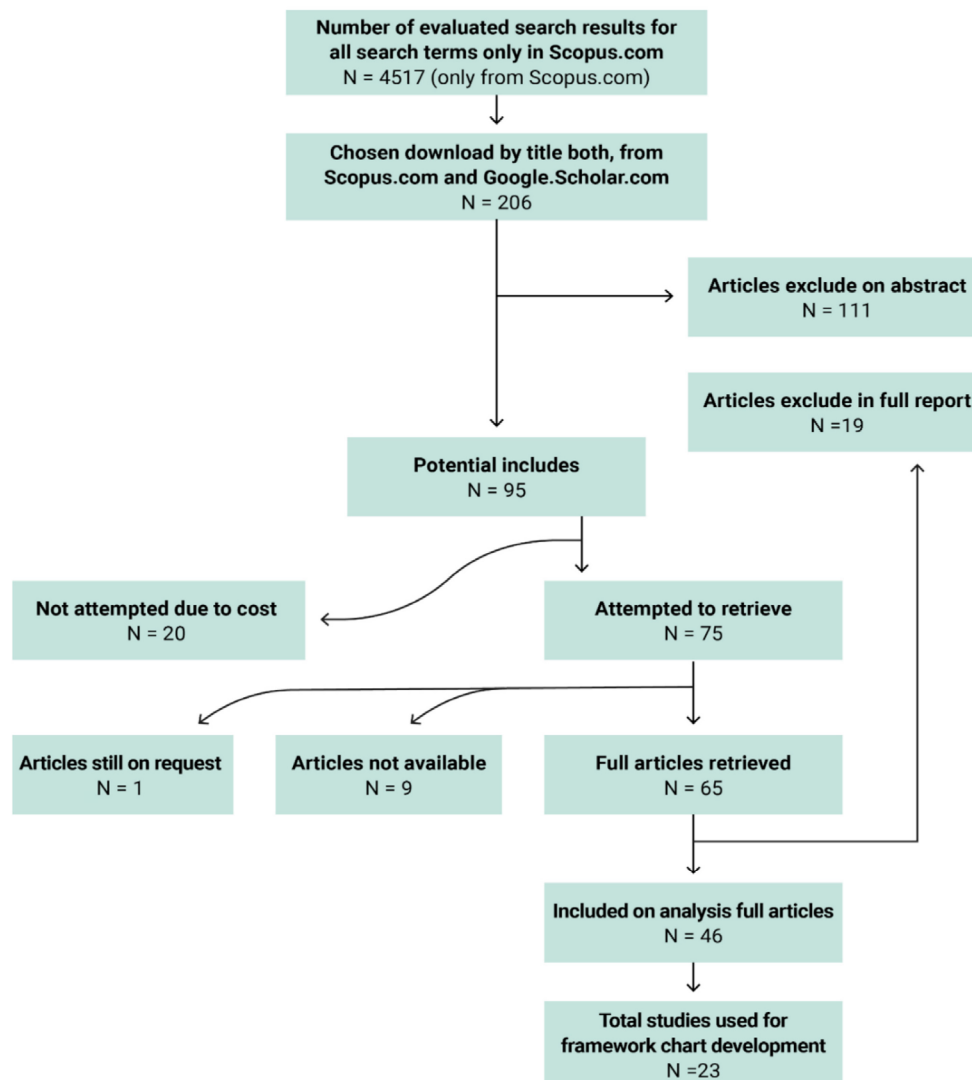 Number of evaluated search results for
all search terms only in Scopus.com
N = 4517 (only from Scopus.com)
Chosen download by title both, from
Scopus.com and Google.Scholar.com
N = 206
Articles exclude on abstract
N = 111
Articles exclude in full report
N =19
Potential includes
N = 95
Not attempted due to cost
N = 20
Attempted to retrieve
N = 75
Articles still on request
N = 1
Articles not available
N = 9
Full articles retrieved
N = 65
Included on analysis full articles
N = 46
Total studies used for
framework chart development
N =23